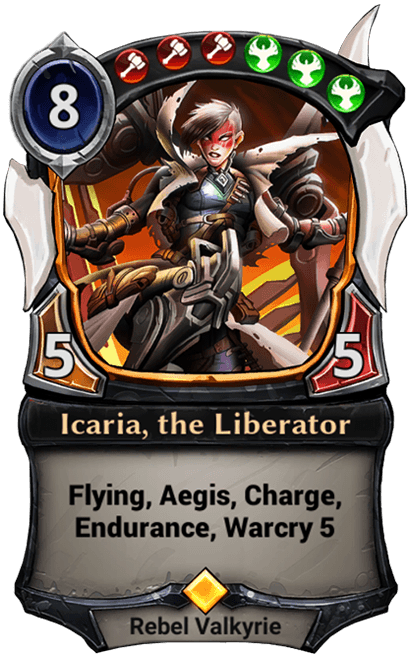 8
5
5
Icaria, the Liberator
Flying, Aegis, Charge,
Endurance, Warcry 5
Rebel Valkyrie